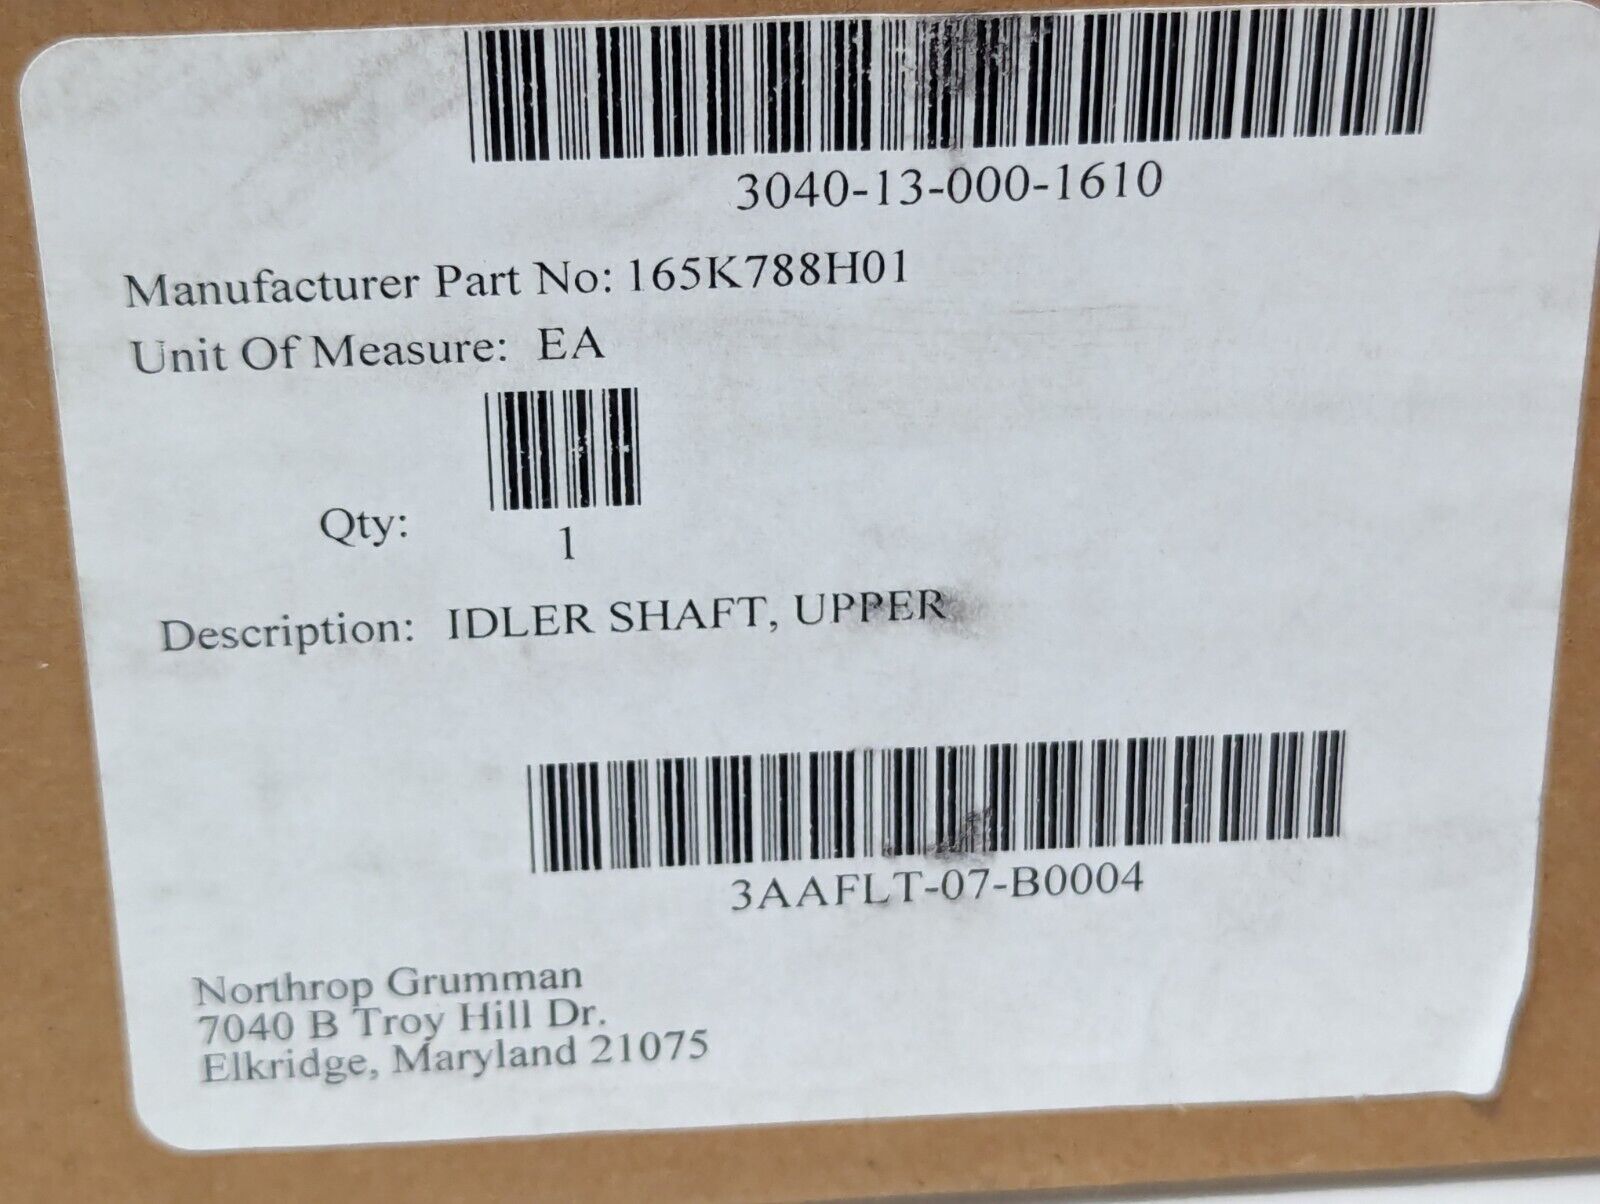 3040-13-000-1610
Manufacturer Part No: 165K788H01
Unit Of Measure: EA
Qty:
1
Description: IDLER SHAFT, UPPER
3AAFLT-07-B0004
Northrop Grumman
7040 B Troy Hill Dr.
Elkridge, Maryland 21075